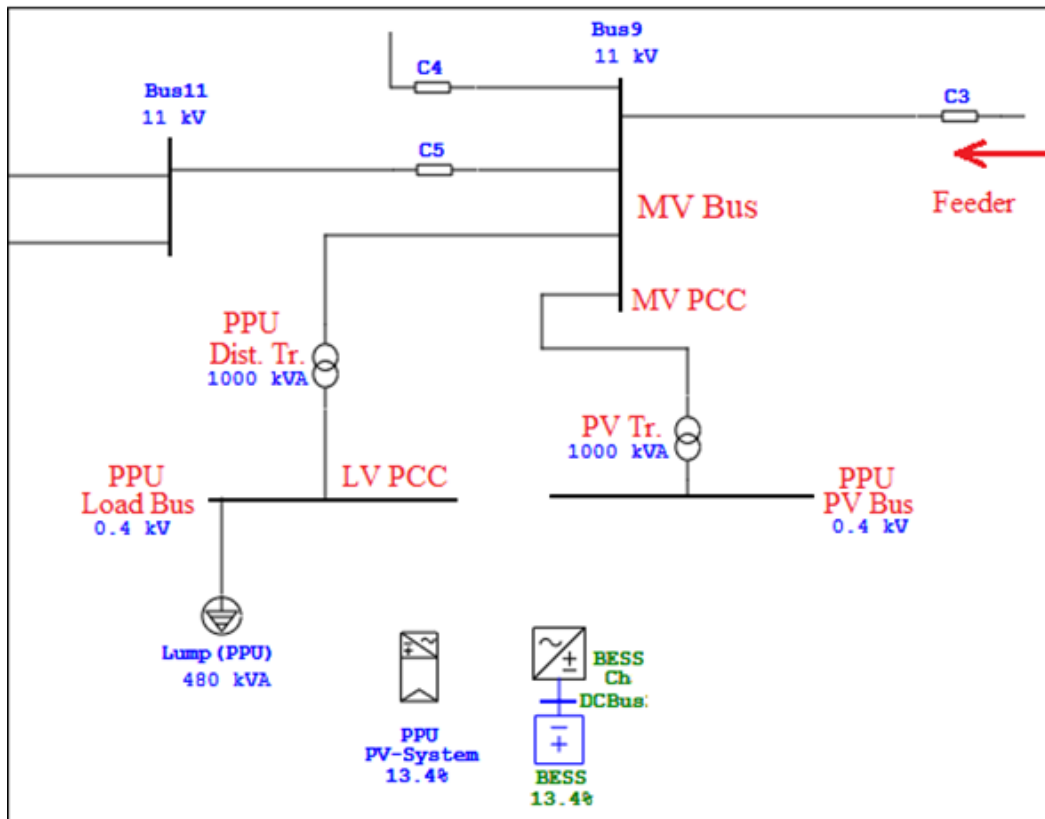 Bus9
11 kV
C4
C3
Bus11
11 kV
C5
MV Bus
Feeder
MV PCC
PPU
Dist. Tr.
1000 kVA
PV Tr.
1000 kVA
PPU
Load Bus
0.4 kV
LV PCC
PPU
PV Bus
0.4 kV
Lump(PPU)
480 kVA
BESS
Ch
DCBus
PPU
PV-System
13.4%
BESS
13.4%